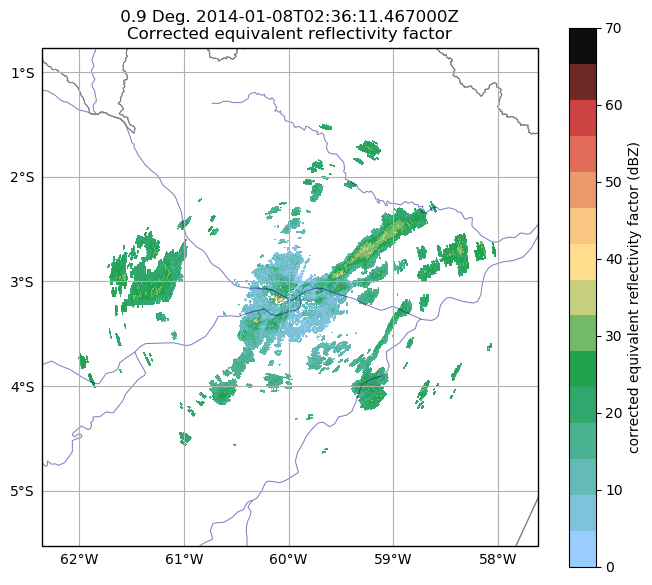 0.9 Deg. 2014-01-08T02:36:11.467000Z
Corrected equivalent reflectivity factor
1°S
2°S
3°S
4°S
5°S
62°W 61°W 60°W 59°W 58°W
70
60
50
40
30
20
10
0
corrected equivalent reflectivity factor (dBZ)